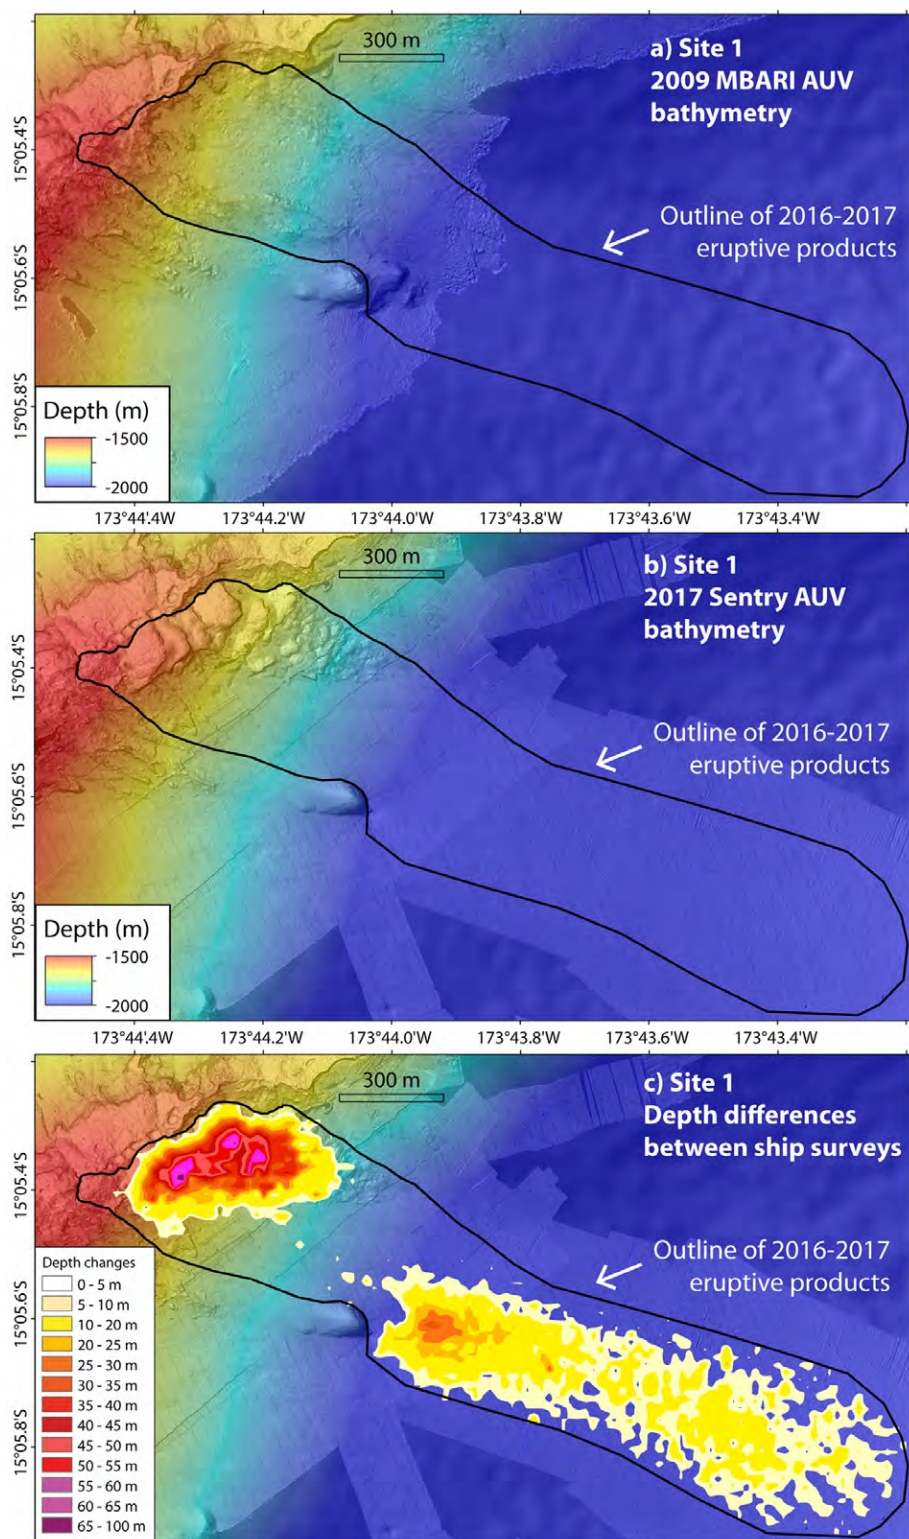 300 m
a) Site 1
2009 MBARI AUV
bathymetry
Outline of 2016-2017
eruptive products
15°05.4'S
15°05.6'S
15°05.8'S
Depth (m)
-1500
-2000
173°44.4'W
173°44.2'W
173°44.0'W
173°43.8'W
173°43.6'W
173°43.4'W
300 m
b) Site 1
2017 Sentry AUV
bathymetry
Outline of 2016-2017
eruptive products
15°05.4'S
15°05.6'S
15°05.8'S
Depth (m)
-1500
-2000
173°44.4'W
173°44.2'W
173°44.0'W
173°43.8'W
173°43.6'W
173°43.4'W
300 m
c) Site 1
Depth differences
between ship surveys
Outline of 2016-2017
eruptive products
15°05.4'S
15°05.6'S
15°05.8'S
Depth changes
0 - 5 m
5 - 10 m
10 - 20 m
20 - 25 m
25 - 30 m
30 - 35 m
35 - 40 m
40 - 45 m
45 - 50 m
50 - 55 m
55 - 60 m
60 - 65 m
65 - 100 m